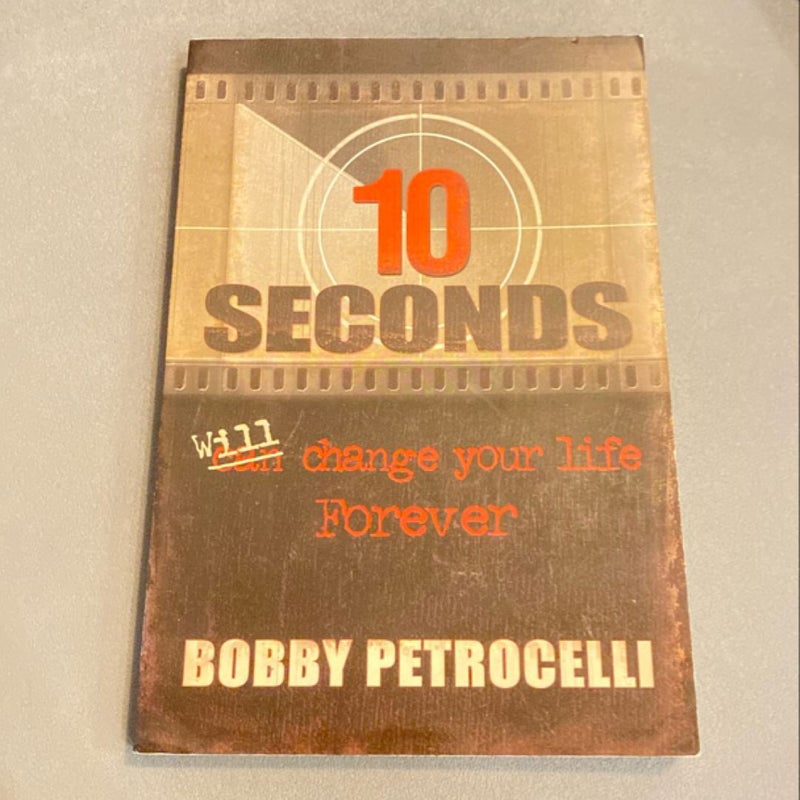 10
SECONDS
Will
can change your life
Forever
BOBBY PETROCELLI